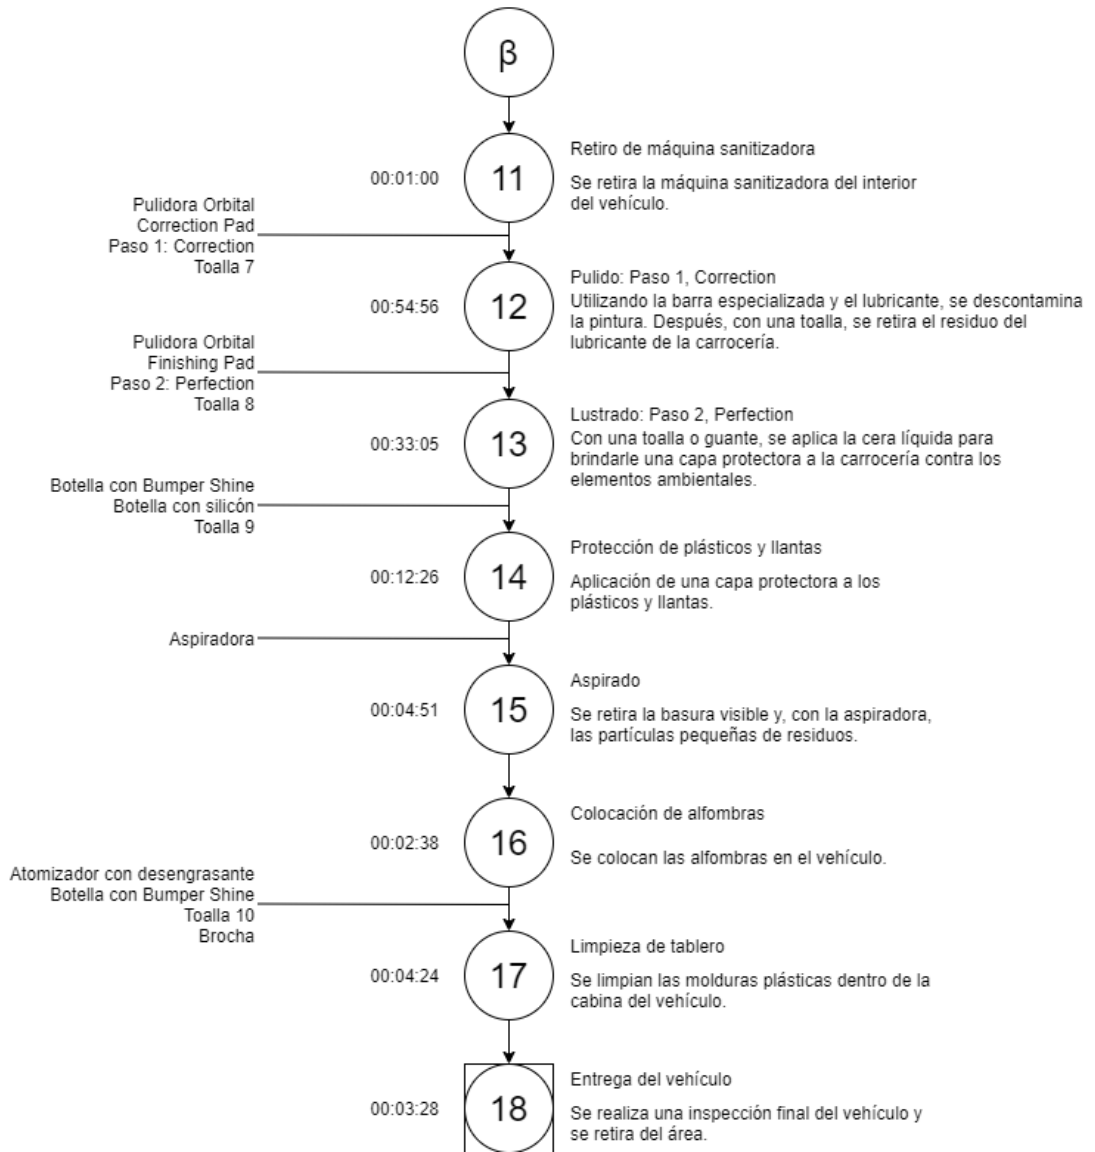 β
00:01:00
11
Retiro de máquina sanitizadora
Se retira la máquina sanitizadora del interior
del vehículo.
Pulidora Orbital
Correction Pad
Paso 1: Correction
Toalla 7
00:54:56
12
Pulido: Paso 1, Correction
Utilizando la barra especializada y el lubricante, se descontamina
la pintura. Después, con una toalla, se retira el residuo del
lubricante de la carrocería.
Pulidora Orbital
Finishing Pad
Paso 2: Perfection
Toalla 8
00:33:05
13
Lustrado: Paso 2, Perfection
Con una toalla o guante, se aplica la cera líquida para
brindarle una capa protectora a la carrocería contra los
elementos ambientales.
Botella con Bumper Shine
Botella con silicón
Toalla 9
00:12:26
14
Protección de plásticos y llantas
Aplicación de una capa protectora a los
plásticos y llantas.
Aspiradora
00:04:51
15
Aspirado
Se retira la basura visible y, con la aspiradora,
las partículas pequeñas de residuos.
00:02:38
16
Colocación de alfombras
Se colocan las alfombras en el vehículo.
Atomizador con desengrasante
Botella con Bumper Shine
Toalla 10
Brocha
00:04:24
17
Limpieza de tablero
Se limpian las molduras plásticas dentro de la
cabina del vehículo.
00:03:28
18
Entrega del vehículo
Se realiza una inspección final del vehículo y
se retira del área.